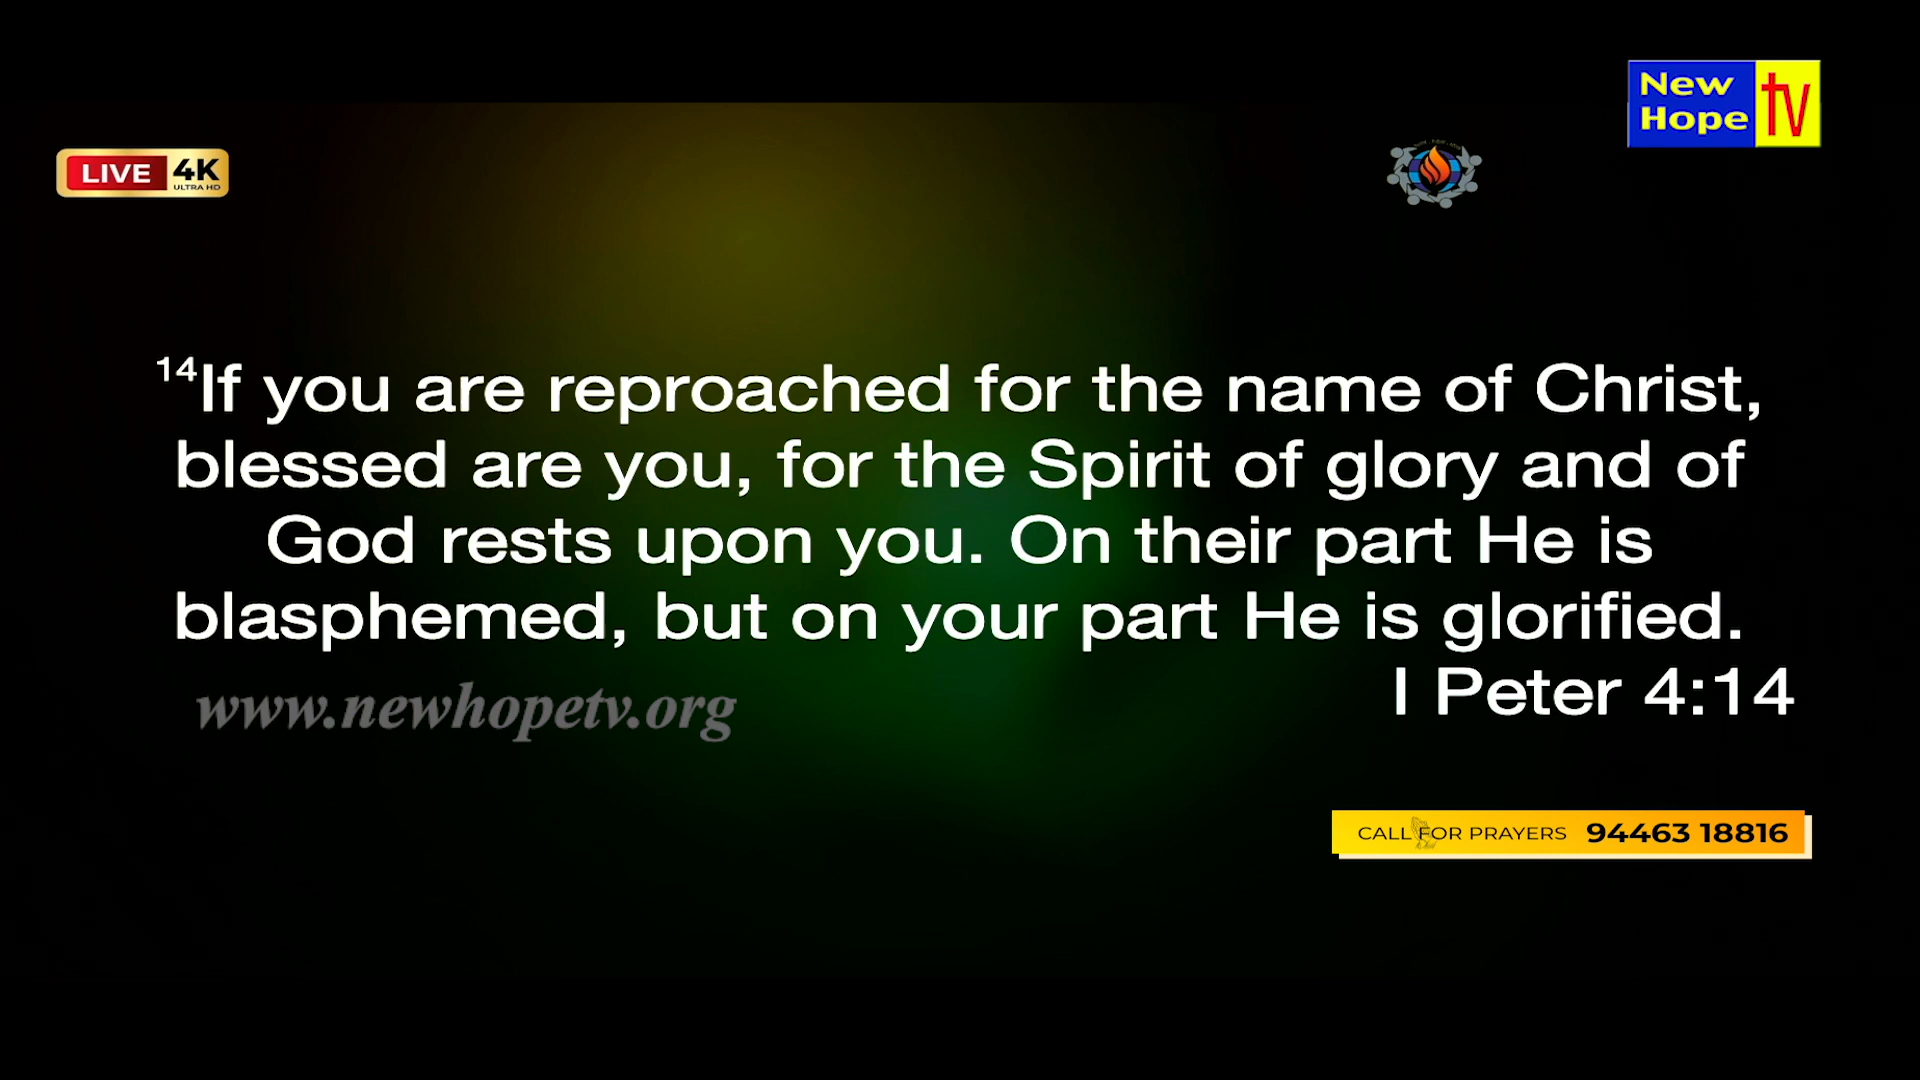 New
Hope tv
LIVE 4K
ULTRA HD
14If you are reproached for the name of Christ,
blessed are you, for the Spirit of glory and of
God rests upon you. On their part He is
blasphemed, but on your part He is glorified.
I Peter 4:14
www.newhopetv.org
CALL FOR PRAYERS 94463 18816